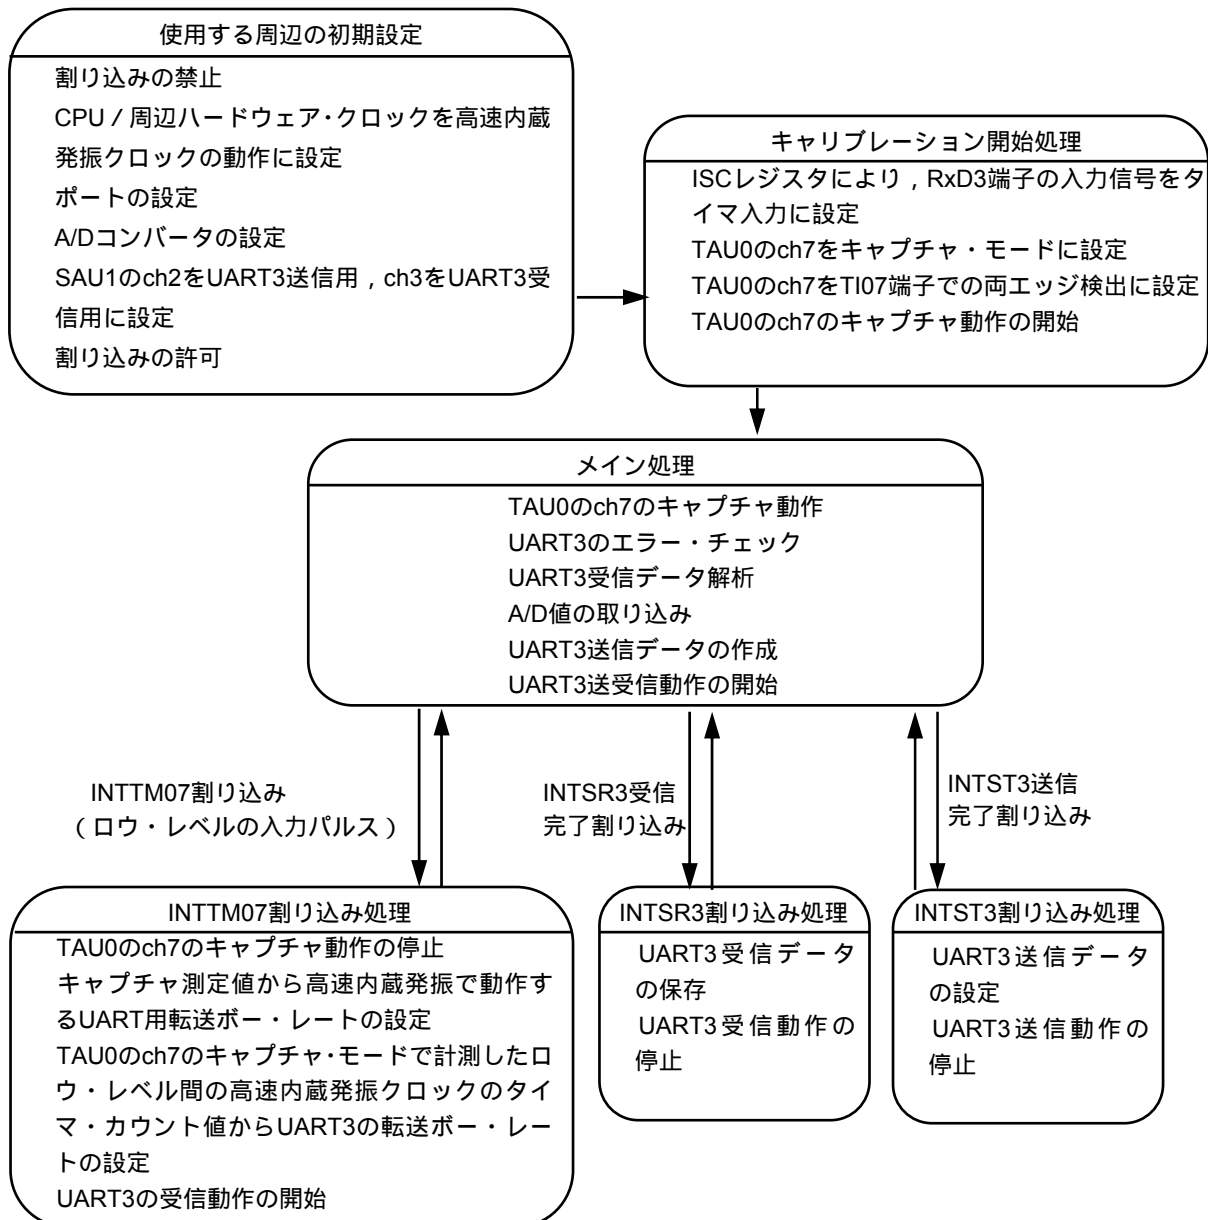 使用する周辺の初期設定
割り込みの禁止
CPU／周辺ハードウェア・クロックを高速内蔵
発振クロックの動作に設定
ポートの設定
A/Dコンバータの設定
SAU1のch2をUART3送信用，ch3をUART3受
信用に設定
割り込みの許可
キャリブレーション開始処理
ISCレジスタにより，RxD3端子の入力信号をタ
イマ入力に設定
TAU0のch7をキャプチャ・モードに設定
TAU0のch7をTI07端子での両エッジ検出に設定
TAU0のch7のキャプチャ動作の開始
メイン処理
TAU0のch7のキャプチャ動作
UART3のエラー・チェック
UART3受信データ解析
A/D値の取り込み
UART3送信データの作成
UART3送受信動作の開始
INTTM07割り込み
（ロウ・レベルの入力パルス）
INTSR3受信
完了割り込み
INTST3送信
完了割り込み
INTTM07割り込み処理
TAU0のch7のキャプチャ動作の停止
キャプチャ測定値から高速内蔵発振で動作す
るUART用転送ボー・レートの設定
TAU0のch7のキャプチャ・モードで計測したロ
ウ・レベル間の高速内蔵発振クロックのタイ
マ・カウント値からUART3の転送ボー・レー
トの設定
UART3の受信動作の開始
INTSR3割り込み処理
UART3受信データ
の保存
UART3受信動作の
停止
INTST3割り込み処理
UART3送信データ
の設定
UART3送信動作の
停止